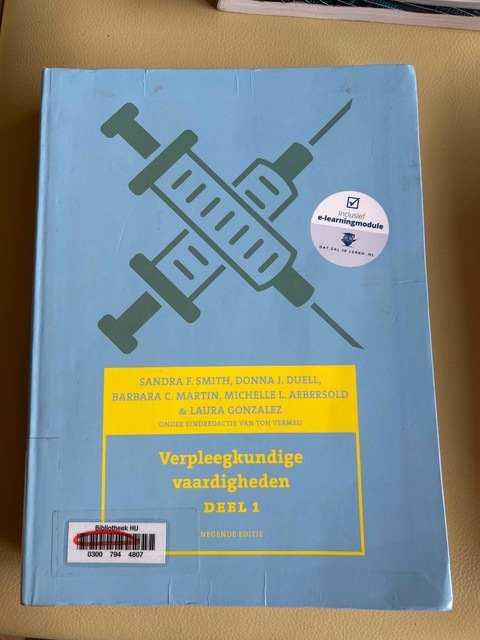 inclusief
e-learningmodule
DAT ZAL JE LEREN .NL
SANDRA F. SMITH, DONNA J. DUELL,
BARBARA C. MARTIN, MICHELLE L. AEBERSOLD
& LAURA GONZALEZ
ONDER EINDREDACTIE VAN TON VERMEIJ
Verpleegkundige
vaardigheden
DEEL 1
NEGENDE EDITIE
Bibliotheek HU
0300 794 4807